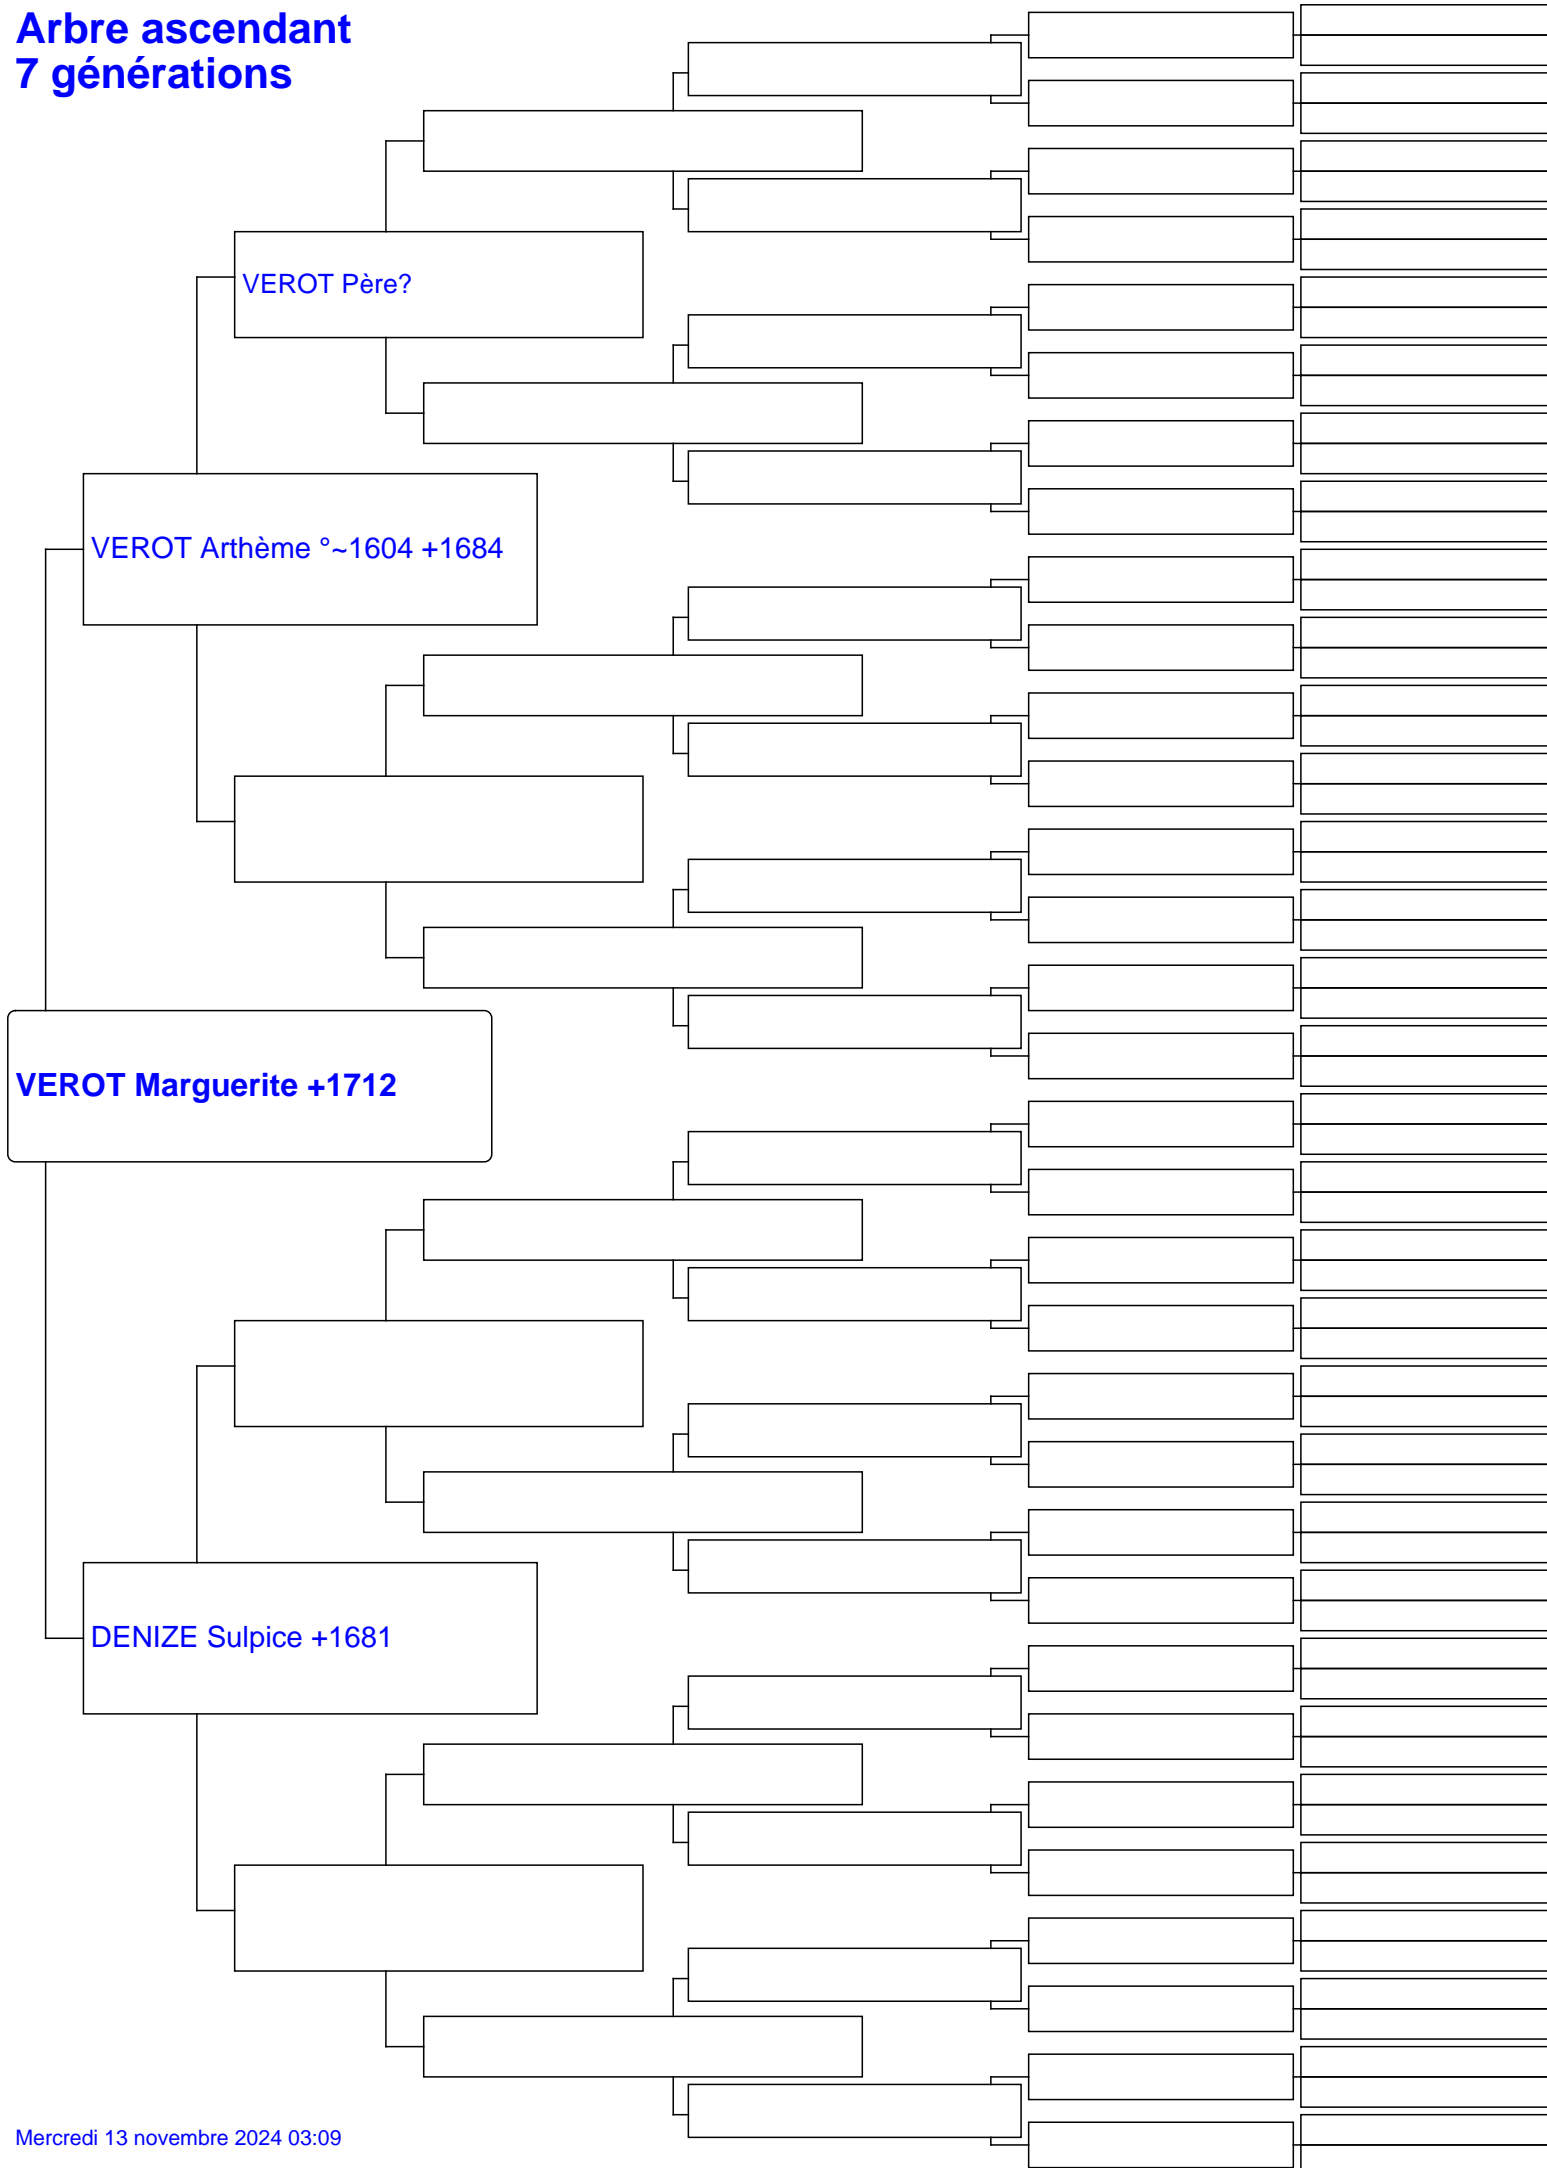 Arbre ascendant
7 générations
VEROT Père?
VEROT Arthème °~1604 +1684
VEROT Marguerite +1712
DENIZE Sulpice +1681
Mercredi 13 novembre 2024 03:09